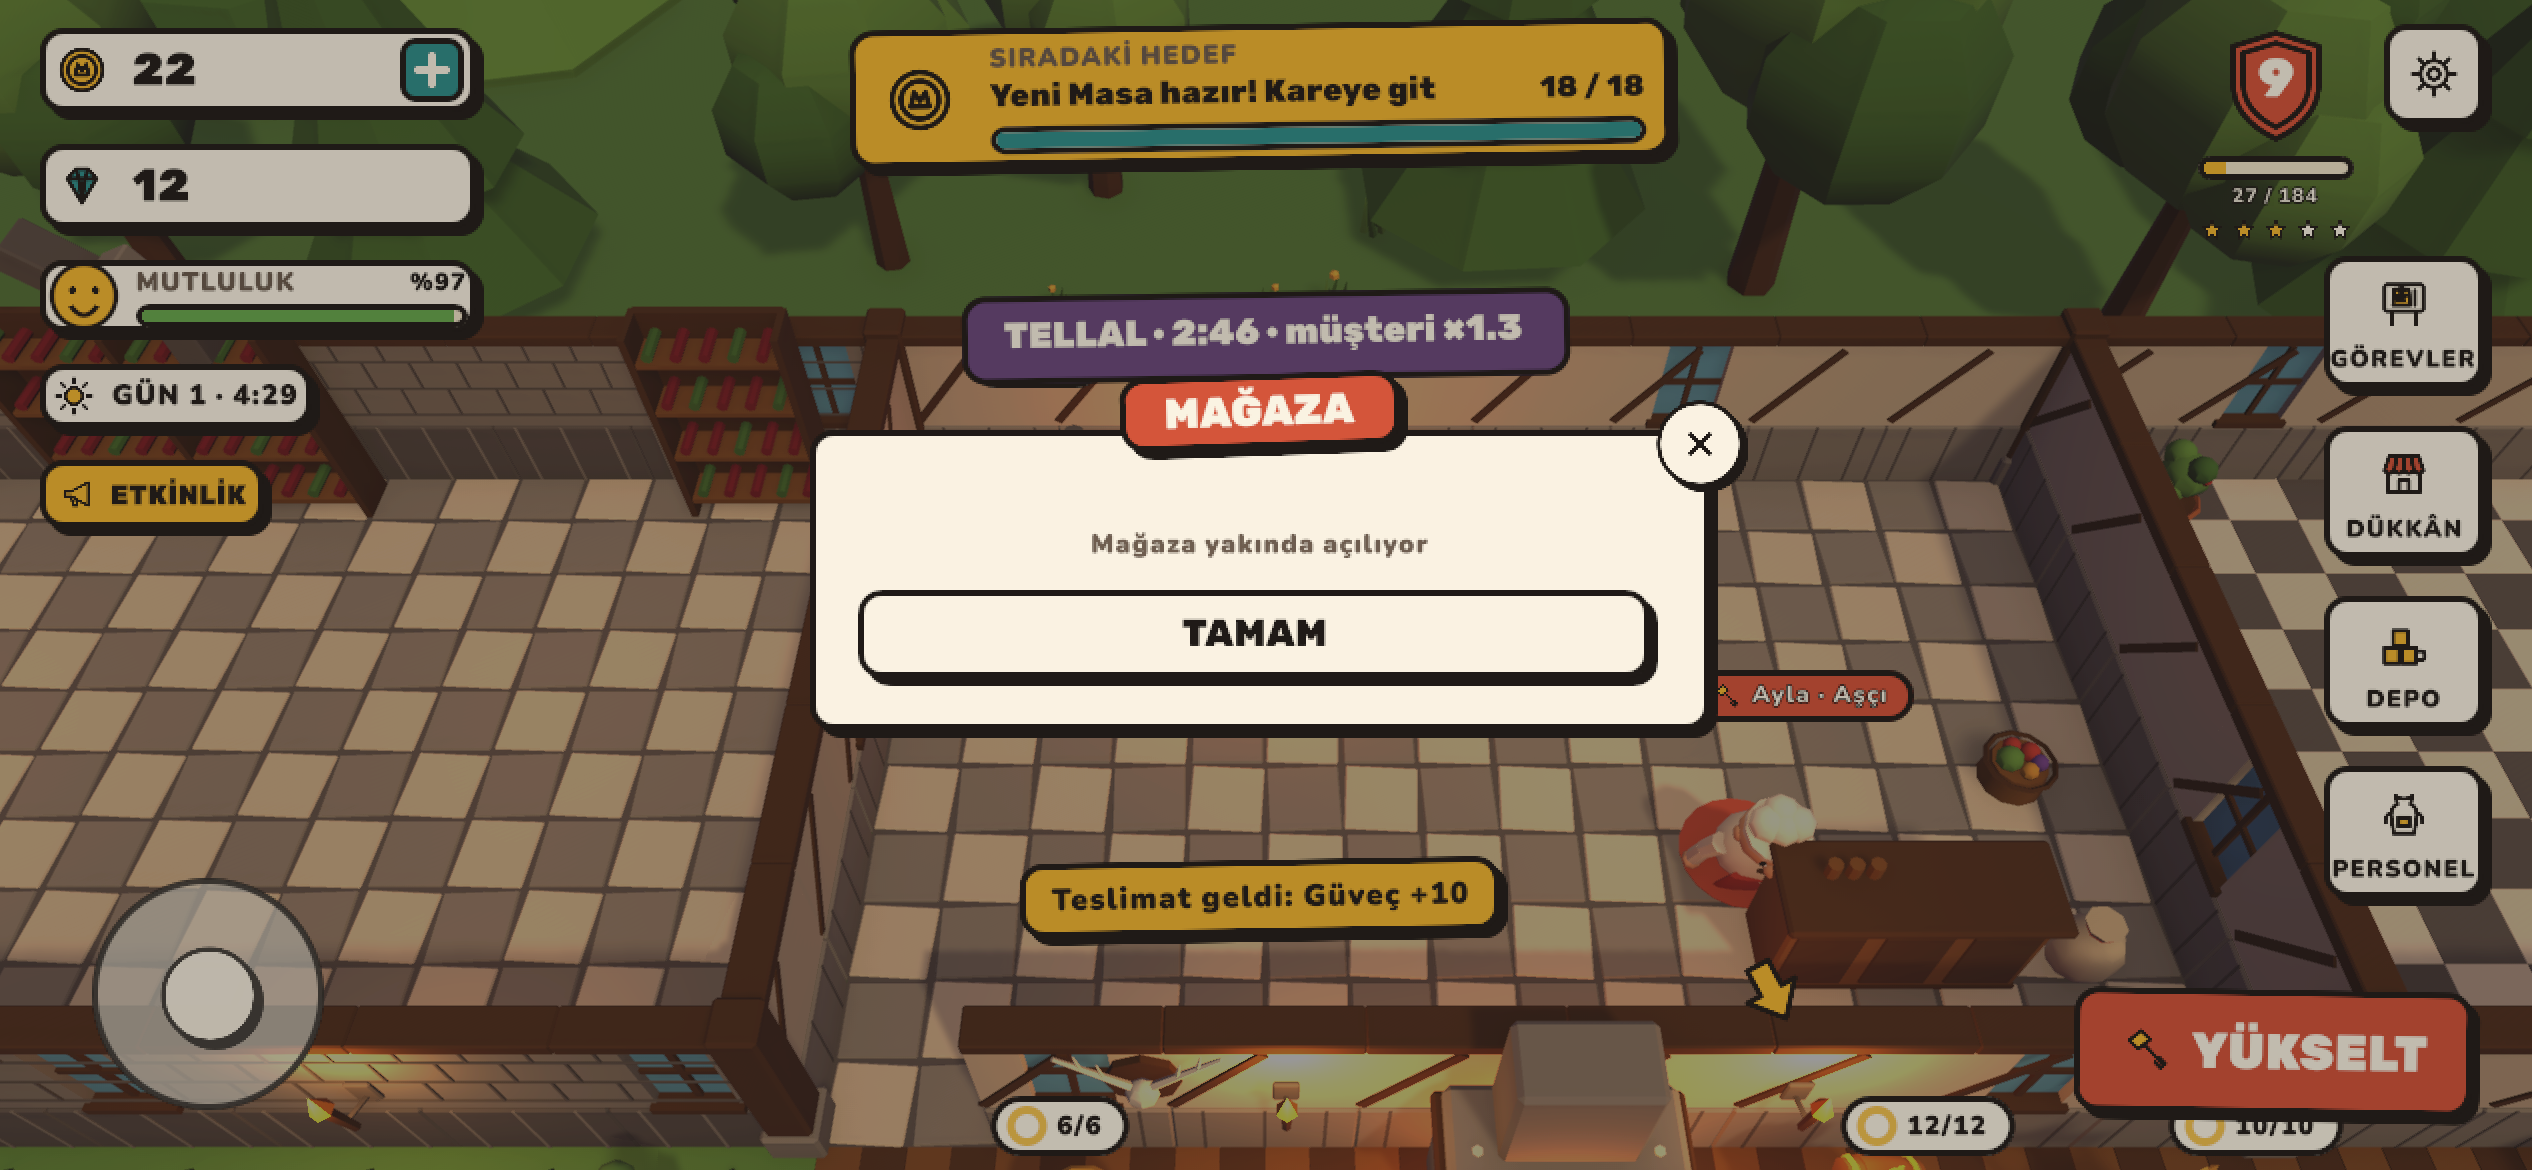 22
12
MUTLULUK %97
GÜN 1 · 4:29
ETKİNLİK
SIRADAKİ HEDEF
Yeni Masa hazır! Kareye git 18 / 18
9
27 / 184
TELLAL · 2:46 · müşteri ×1.3
MAĞAZA
Mağaza yakında açılıyor
TAMAM
GÖREVLER
DÜKKÂN
DEPO
PERSONEL
Ayla · Aşçı
Teslimat geldi: Güveç +10
YÜKSELT
6/6
12/12
10/10